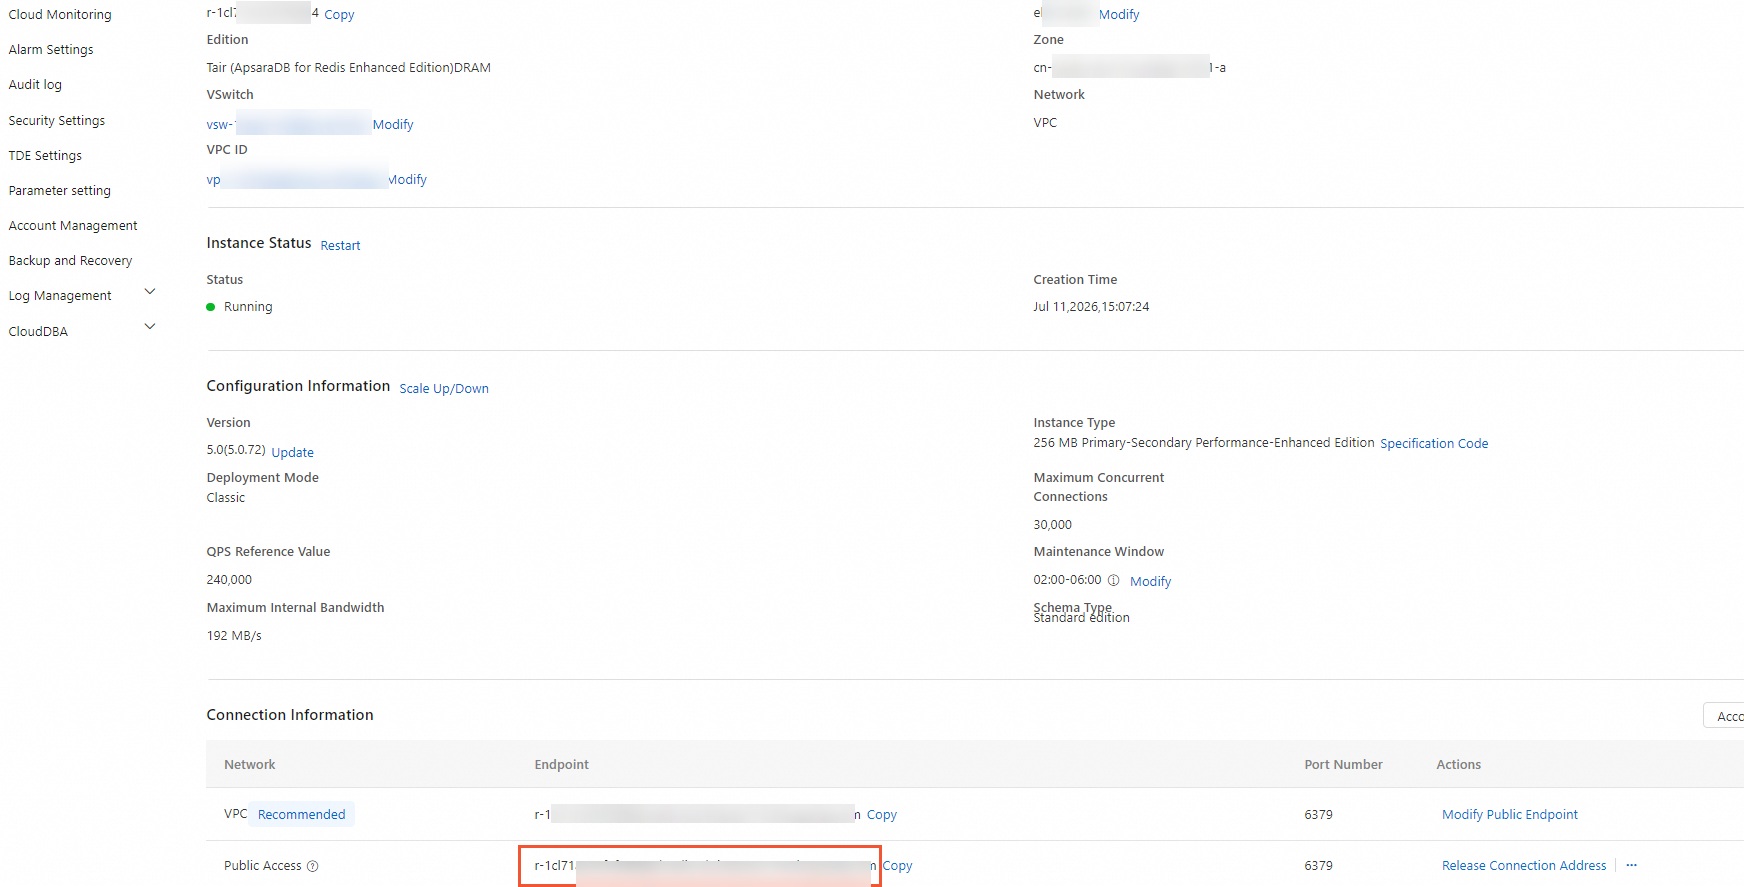 Cloud Monitoring
Alarm Settings
Audit log
Security Settings
TDE Settings
Parameter setting
Account Management
Backup and Recovery
Log Management
CloudDBA
r-1cl7 4 Copy
Modify
Edition
Zone
Tair (ApsaraDB for Redis Enhanced Edition)DRAM
cn- 1-a
VSwitch
Network
vsw- Modify
VPC
VPC ID
vp Modify
Instance Status Restart
Status
Creation Time
Running
Jul 11,2026,15:07:24
Configuration Information Scale Up/Down
Version
Instance Type
5.0(5.0.72) Update
256 MB Primary-Secondary Performance-Enhanced Edition Specification Code
Deployment Mode
Maximum Concurrent
Classic
Connections
30,000
QPS Reference Value
Maintenance Window
240,000
02:00-06:00 Modify
Maximum Internal Bandwidth
Schema Type
Standard edition
192 MB/s
Connection Information
Acco
Network Endpoint Port Number Actions
VPC Recommended r-1 m Copy 6379 Modify Public Endpoint
Public Access r-1cl71 m Copy 6379 Release Connection Address ...